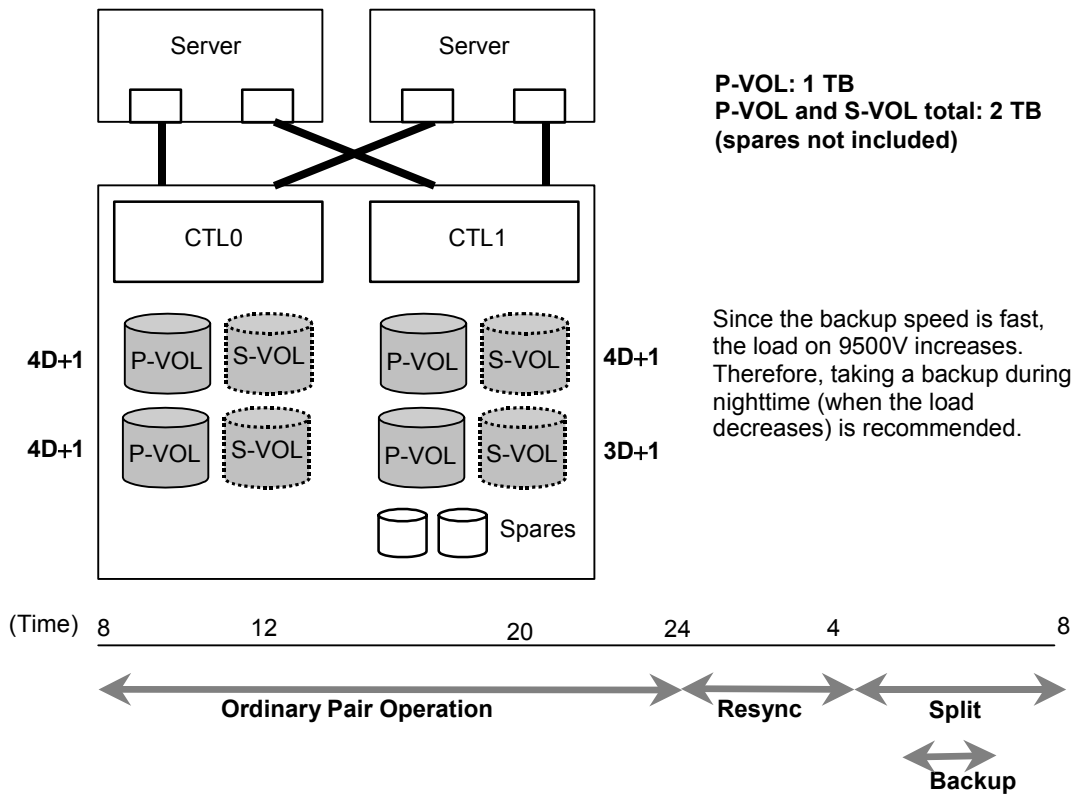 Server
Server
P-VOL: 1 TB
P-VOL and S-VOL total: 2 TB
(spares not included)
CTL0
CTL1
4D+1
P-VOL
S-VOL
P-VOL
S-VOL
4D+1
4D+1
P-VOL
S-VOL
P-VOL
S-VOL
3D+1
Spares
Since the backup speed is fast,
the load on 9500V increases.
Therefore, taking a backup during
nighttime (when the load
decreases) is recommended.
(Time) 8 12 20 24 4 8
Ordinary Pair Operation
Resync
Split
Backup